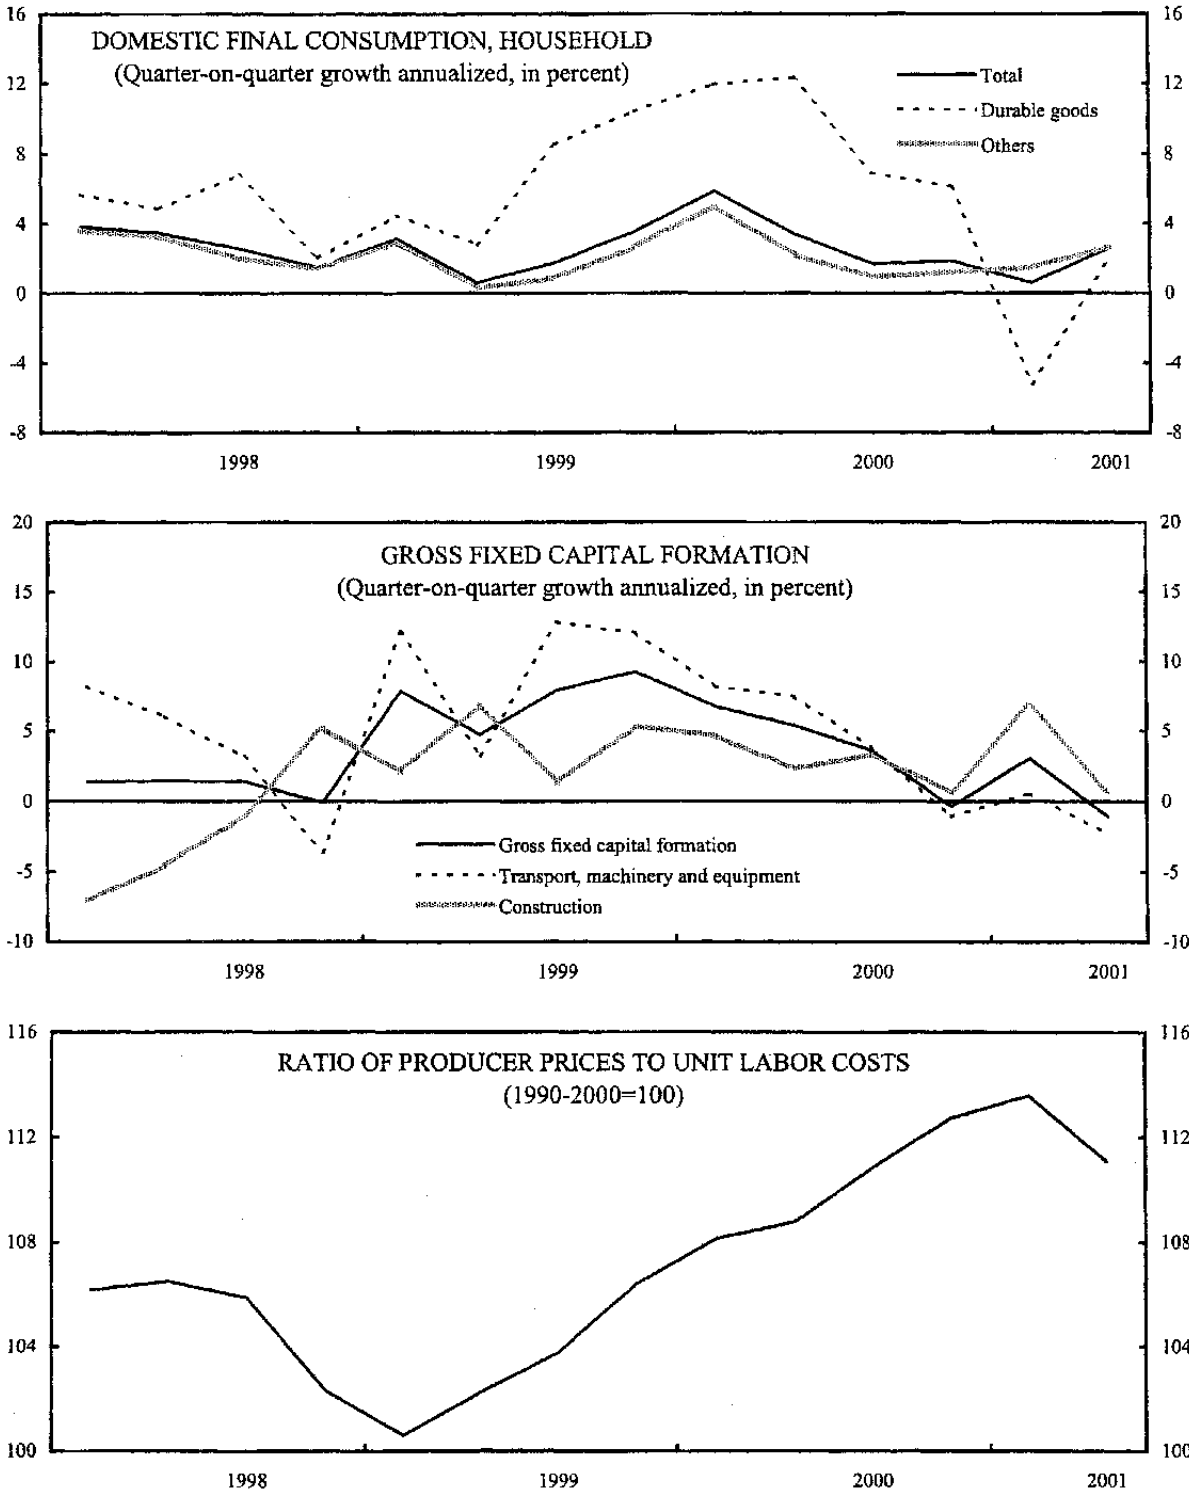 16 16
DOMESTIC FINAL CONSUMPTION, HOUSEHOLD
(Quarter-on-quarter growth annualized, in percent)
Total
12 12
Durable goods
Others
8 8
4 4
0 0
-4 -4
-8 -8
1998 1999 2000 2001
20 20
GROSS FIXED CAPITAL FORMATION
(Quarter-on-quarter growth annualized, in percent)
15 15
10 10
5 5
0 0
Gross fixed capital formation
-5 -5
Transport, machinery and equipment
Construction
-10 -10
1998 1999 2000 2001
116 116
RATIO OF PRODUCER PRICES TO UNIT LABOR COSTS
(1990-2000=100)
112 112
108 108
104 104
100 100
1998 1999 2000 2001